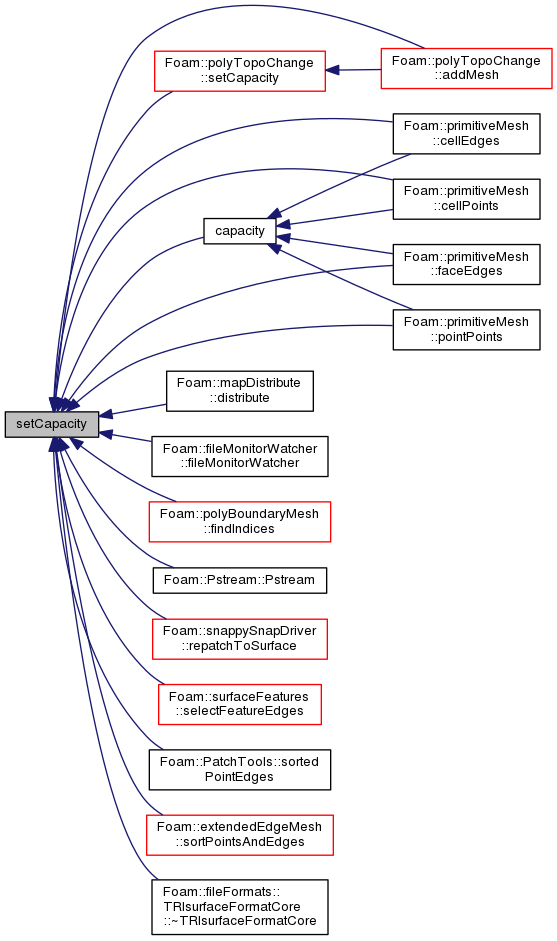 Foam::polyTopoChange
::setCapacity
Foam::polyTopoChange
::addMesh
Foam::primitiveMesh
::cellEdges
Foam::primitiveMesh
::cellPoints
capacity
Foam::primitiveMesh
::faceEdges
Foam::primitiveMesh
::pointPoints
Foam::mapDistribute
::distribute
setCapacity
Foam::fileMonitorWatcher
::fileMonitorWatcher
Foam::polyBoundaryMesh
::findIndices
Foam::Pstream::Pstream
Foam::snappySnapDriver
::repatchToSurface
Foam::surfaceFeatures
::selectFeatureEdges
Foam::PatchTools::sorted
PointEdges
Foam::extendedEdgeMesh
::sortPointsAndEdges
Foam::fileFormats::
TRIsurfaceFormatCore
::~TRIsurfaceFormatCore